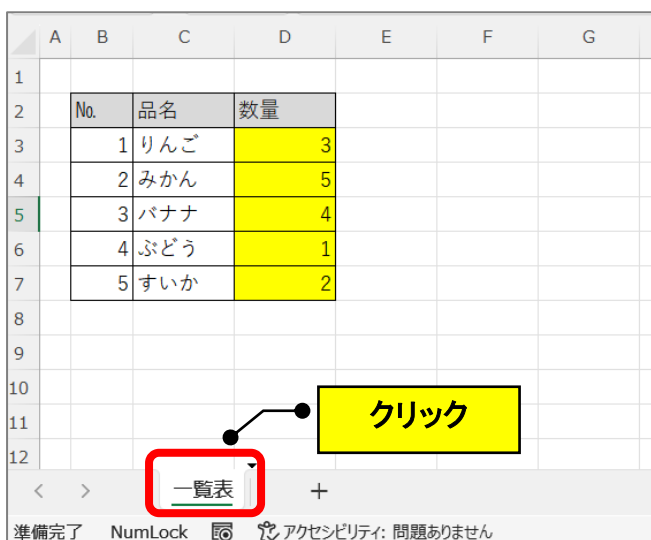 A B C D E F G
1
2 No. 品名 数量
3 1 りんご 3
4 2 みかん 5
5 3 バナナ 4
6 4 ぶどう 1
7 5 すいか 2
8
9
10
11 クリック
12
< > 一覧表 +
準備完了 NumLock アクセシビリティ: 問題ありません